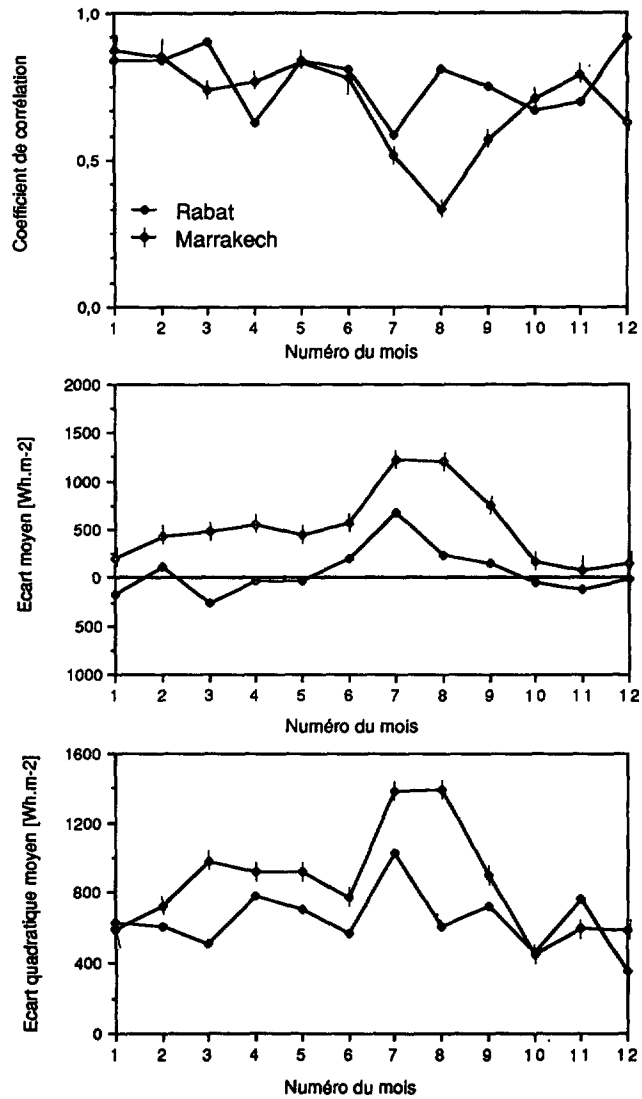 Coefficient de corrélation
1,0
0,5
0,0
Rabat
Marrakech
1 2 3 4 5 6 7 8 9 10 11 12
Numéro du mois
Ecart moyen [Wh.m-2]
2000
1500
1000
500
0
500
1000
1 2 3 4 5 6 7 8 9 10 11 12
Numéro du mois
Ecart quadratique moyen [Wh.m-2]
1600
1200
800
400
0
1 2 3 4 5 6 7 8 9 10 11 12
Numéro du mois